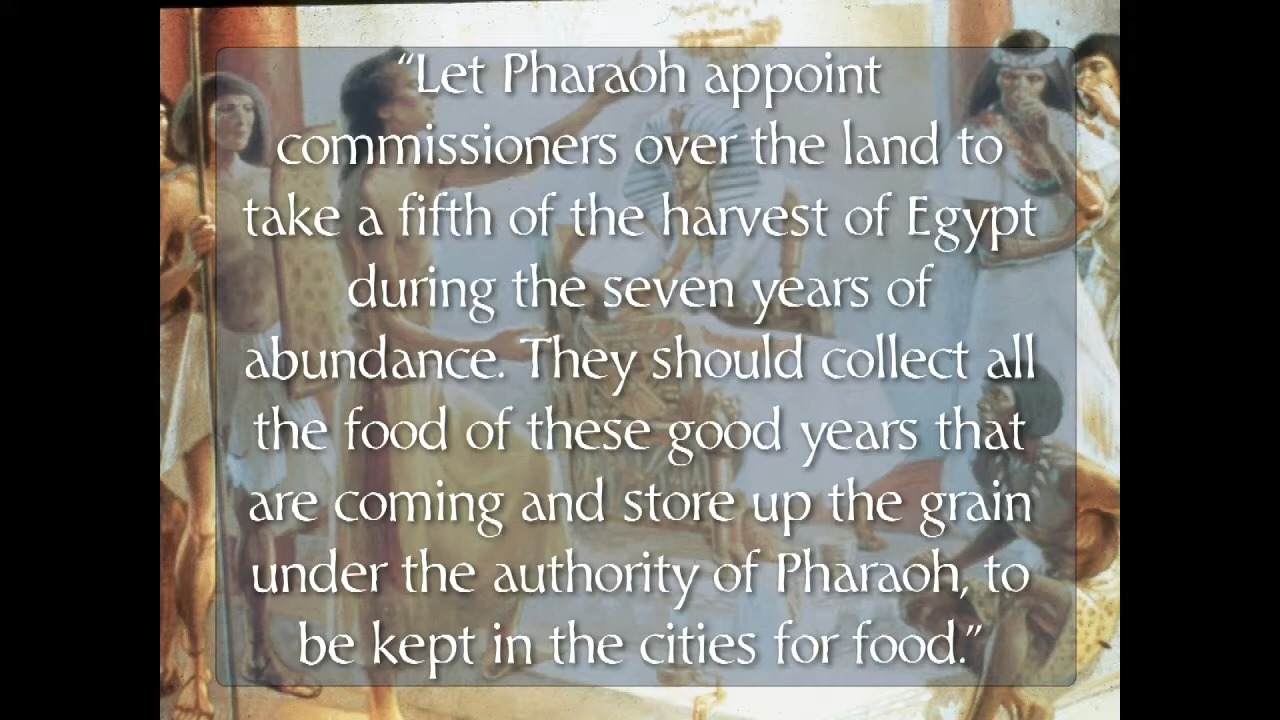 “Let Pharaoh appoint
commissioners over the land to
take a fifth of the harvest of Egypt
during the seven years of
abundance. They should collect all
the food of these good years that
are coming and store up the grain
under the authority of Pharaoh, to
be kept in the cities for food.”